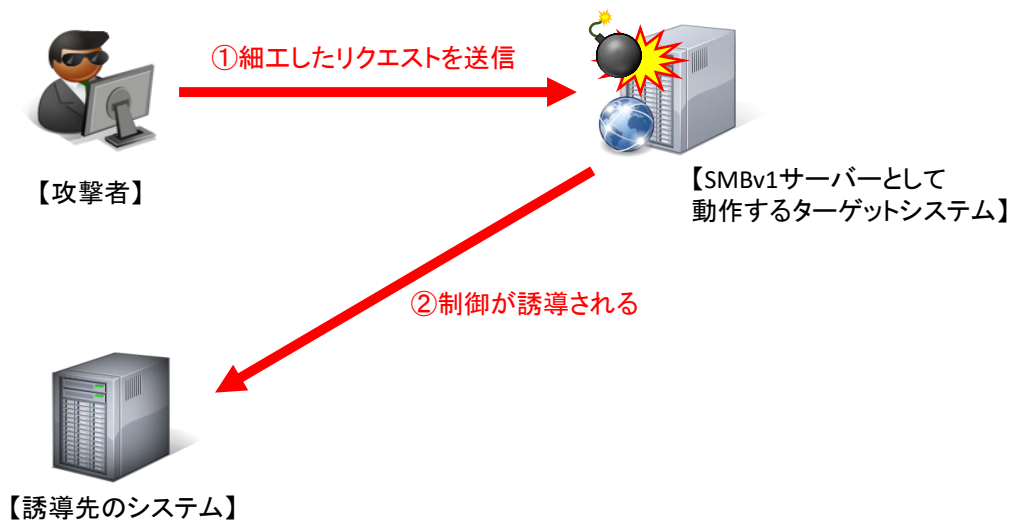 ①細工したリクエストを送信
【攻撃者】
【SMBv1サーバーとして
動作するターゲットシステム】
②制御が誘導される
【誘導先のシステム】